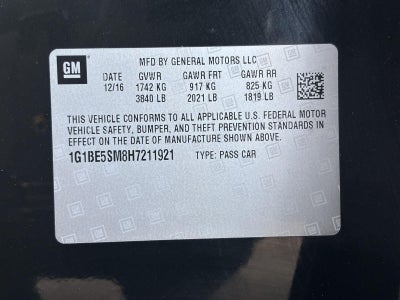 GM
MFD BY GENERAL MOTORS LLC
DATE GVWR GAWR FRT GAWR RR
12/16 1742 KG 917 KG 825 KG
3840 LB 2021 LB 1819 LB
THIS VEHICLE CONFORMS TO ALL APPLICABLE U.S. FEDERAL MOTOR
VEHICLE SAFETY, BUMPER, AND THEFT PREVENTION STANDARDS IN
EFFECT ON THE DATE OF MANUFACTURE SHOWN ABOVE.
1G1BE5SM8H7211921 TYPE: PASS CAR